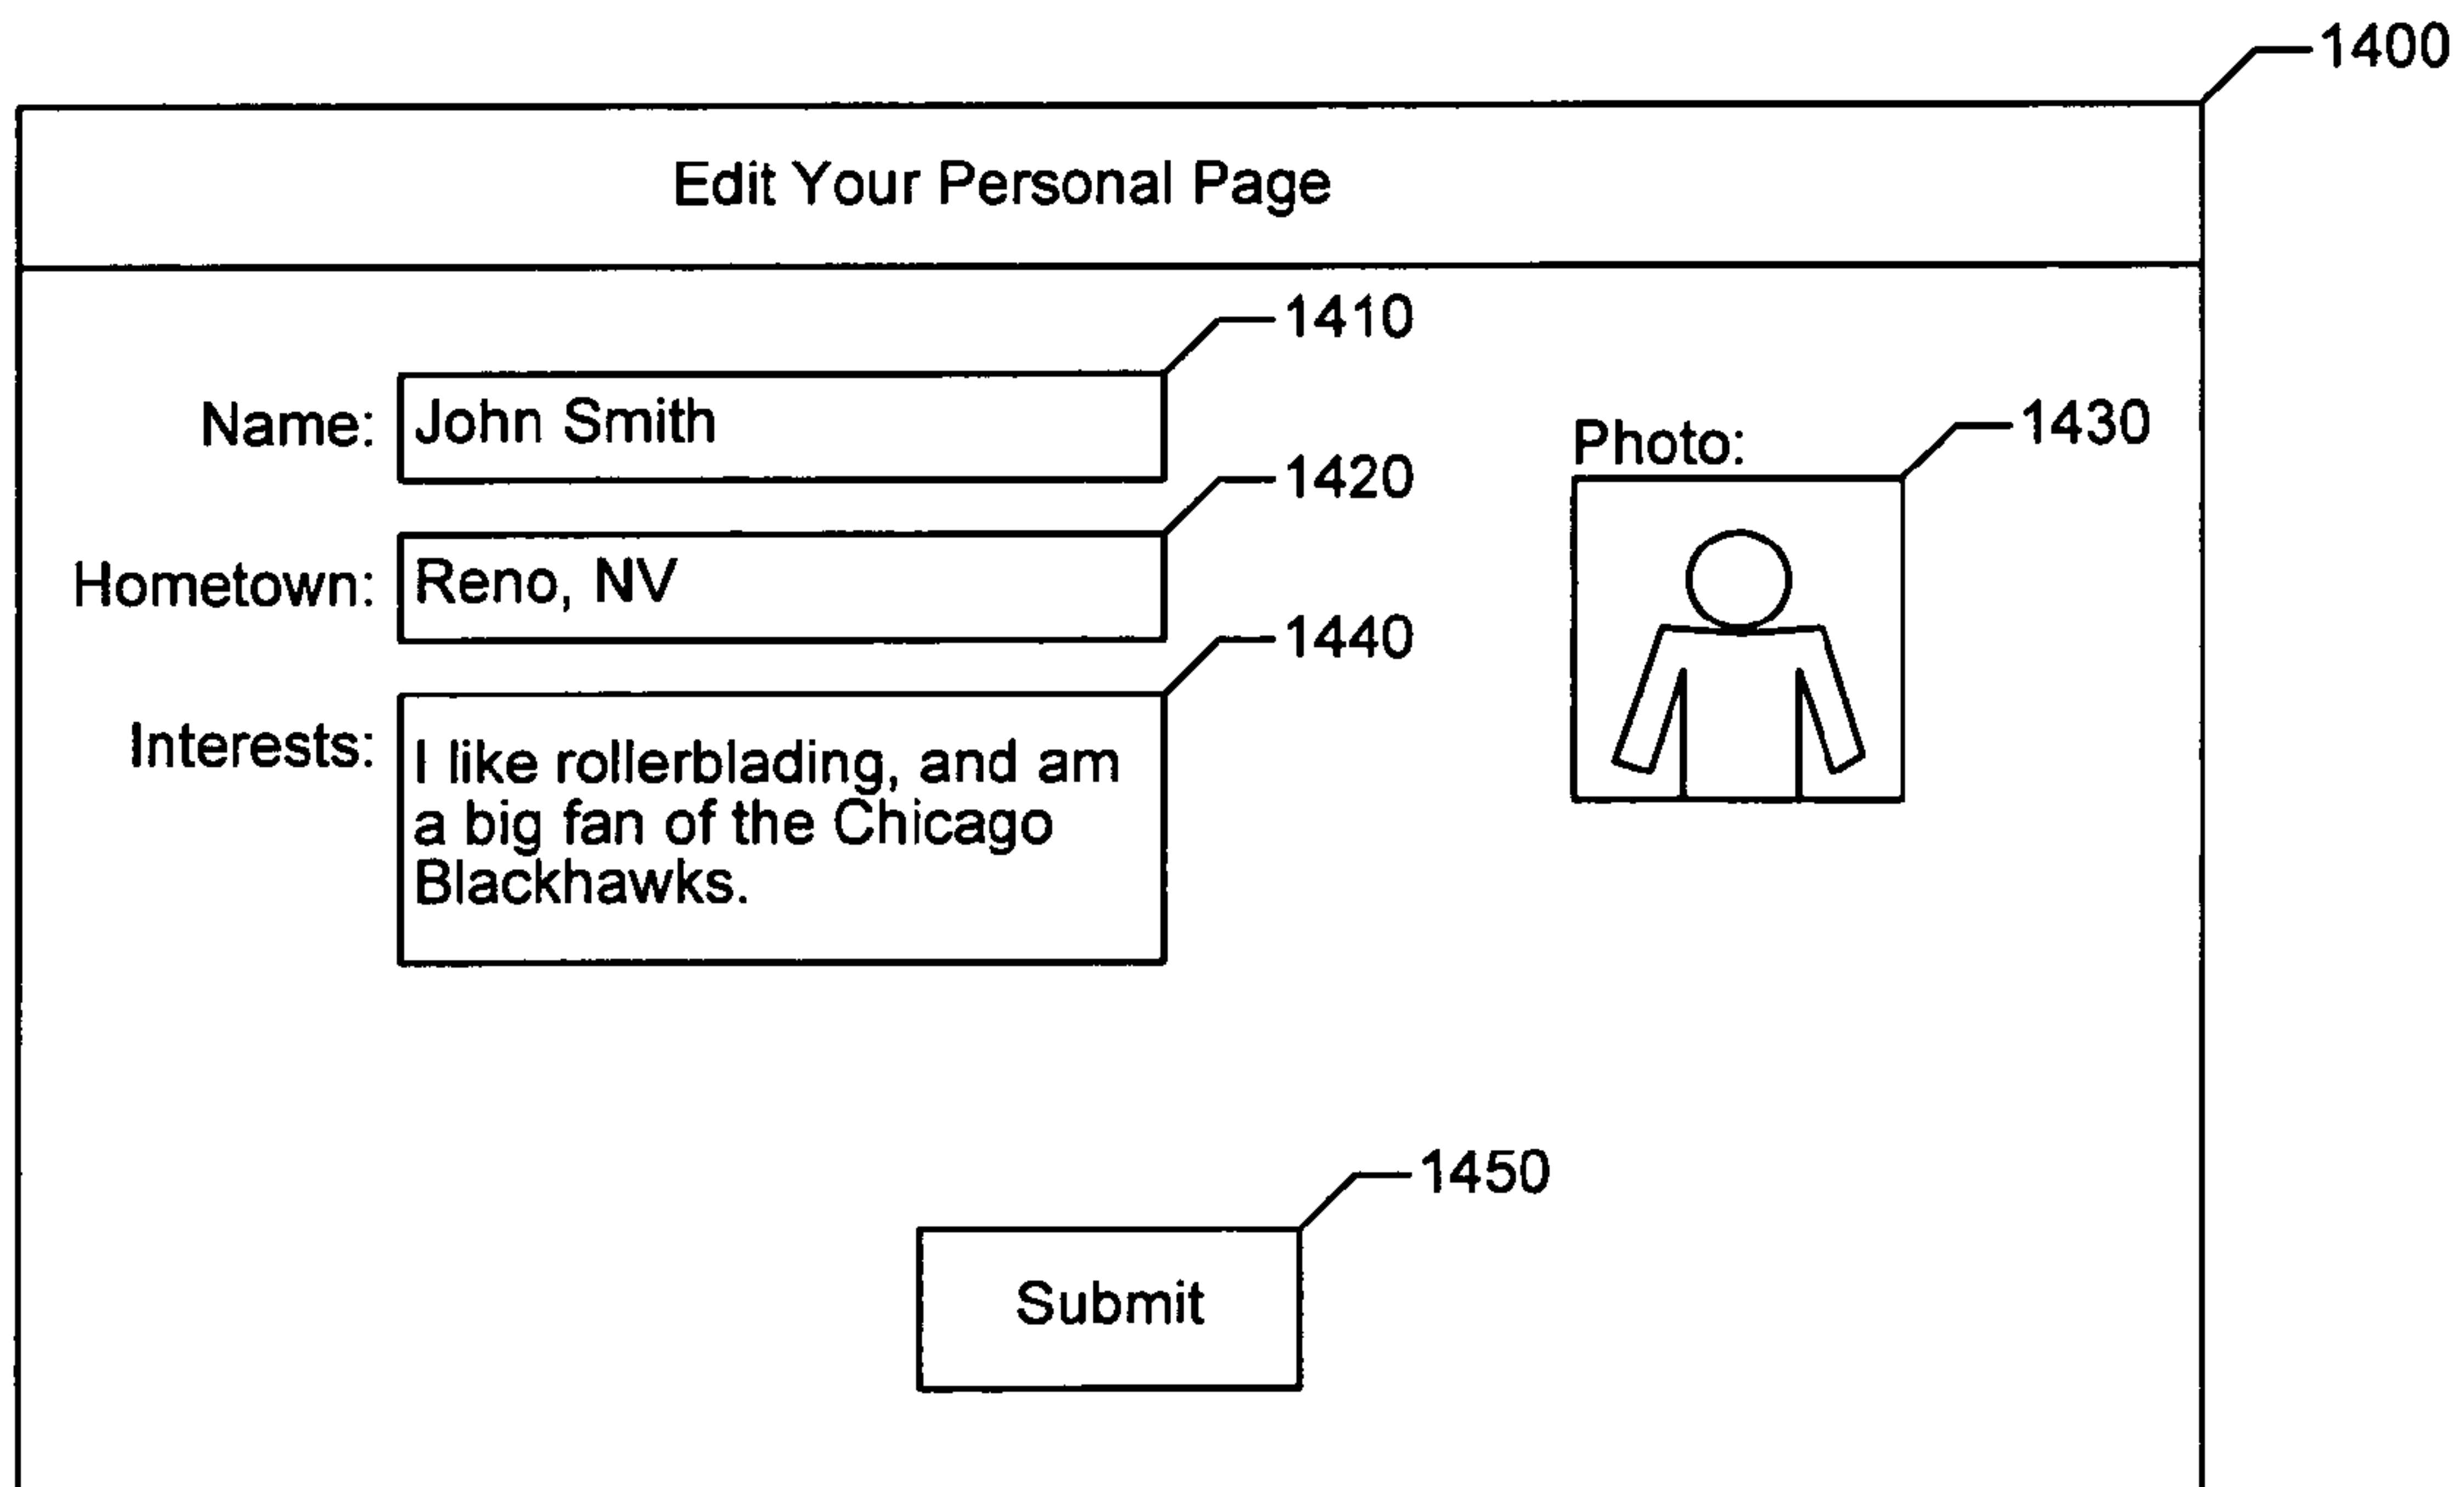 1400
Edit Your Personal Page
1410
Name: John Smith
Photo: 1430
1420
Hometown: Reno, NV
1440
Interests: I like rollerblading, and am
a big fan of the Chicago
Blackhawks.
1450
Submit